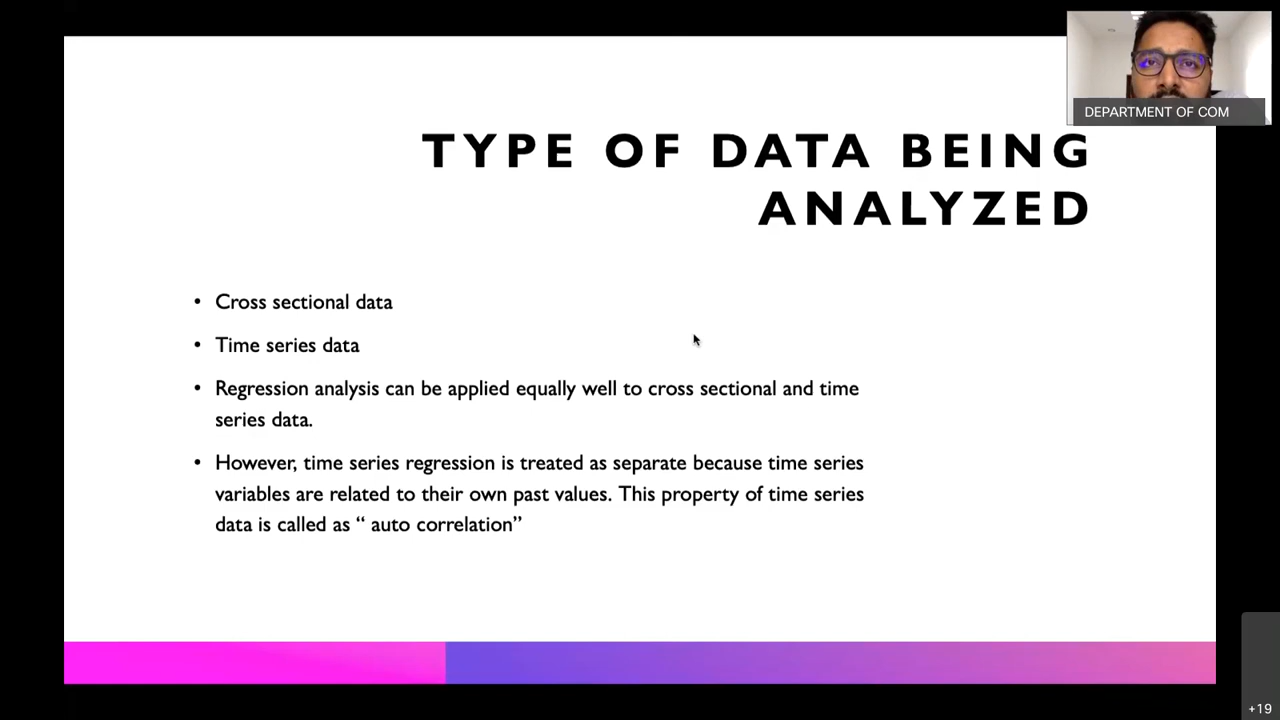 DEPARTMENT OF COM
TYPE OF DATA BEING
ANALYZED
• Cross sectional data
• Time series data
• Regression analysis can be applied equally well to cross sectional and time
series data.
• However, time series regression is treated as separate because time series
variables are related to their own past values. This property of time series
data is called as “ auto correlation”
+19